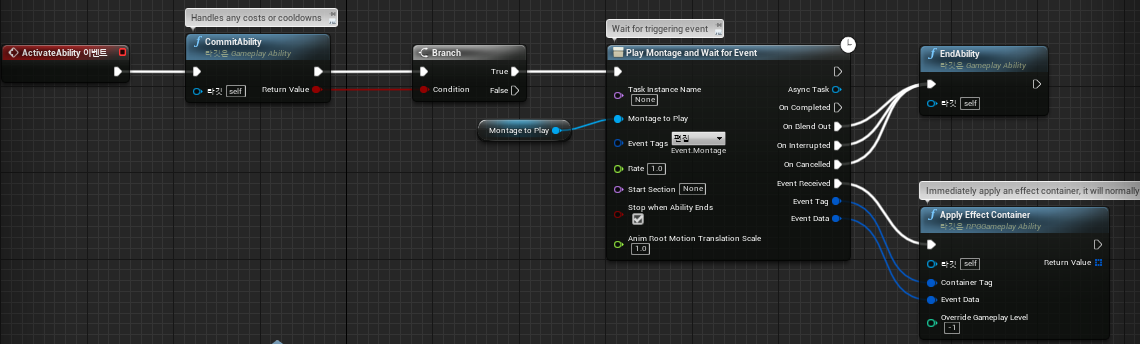 Handles any costs or cooldowns
ActivateAbility 이벤트
CommitAbility
타깃은 Gameplay Ability
타깃 self
Return Value
Branch
True
Condition
False
Montage to Play
Wait for triggering event
Play Montage and Wait for Event
Task Instance Name
None
Async Task
On Completed
Montage to Play
On Blend Out
Event Tags 편집
Event.Montage
On Interrupted
On Cancelled
Rate 1.0
Event Received
Start Section None
Event Tag
Stop when Ability Ends
Event Data
Anim Root Motion Translation Scale
1.0
EndAbility
타깃은 Gameplay Ability
타깃 self
Immediately apply an effect container, it will normally
Apply Effect Container
타깃은 RPGGameplay Ability
타깃 self
Return Value
Container Tag
Event Data
Override Gameplay Level
-1